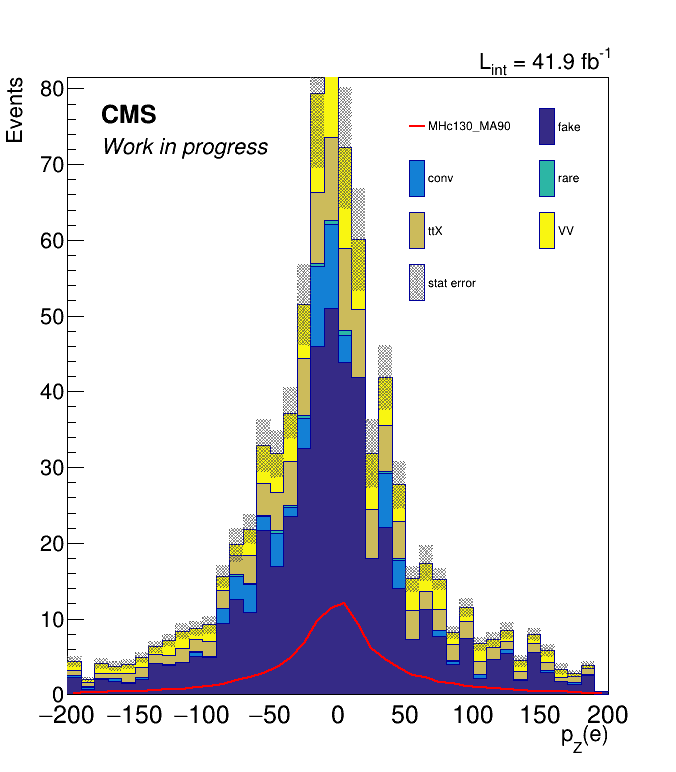 L_int = 41.9 fb^-1
Events
CMS
Work in progress
MHc130_MA90
fake
conv
rare
ttX
VV
stat error
80
70
60
50
40
30
20
10
0
−200 −150 −100 −50 0 50 100 150 200
p_Z(e)